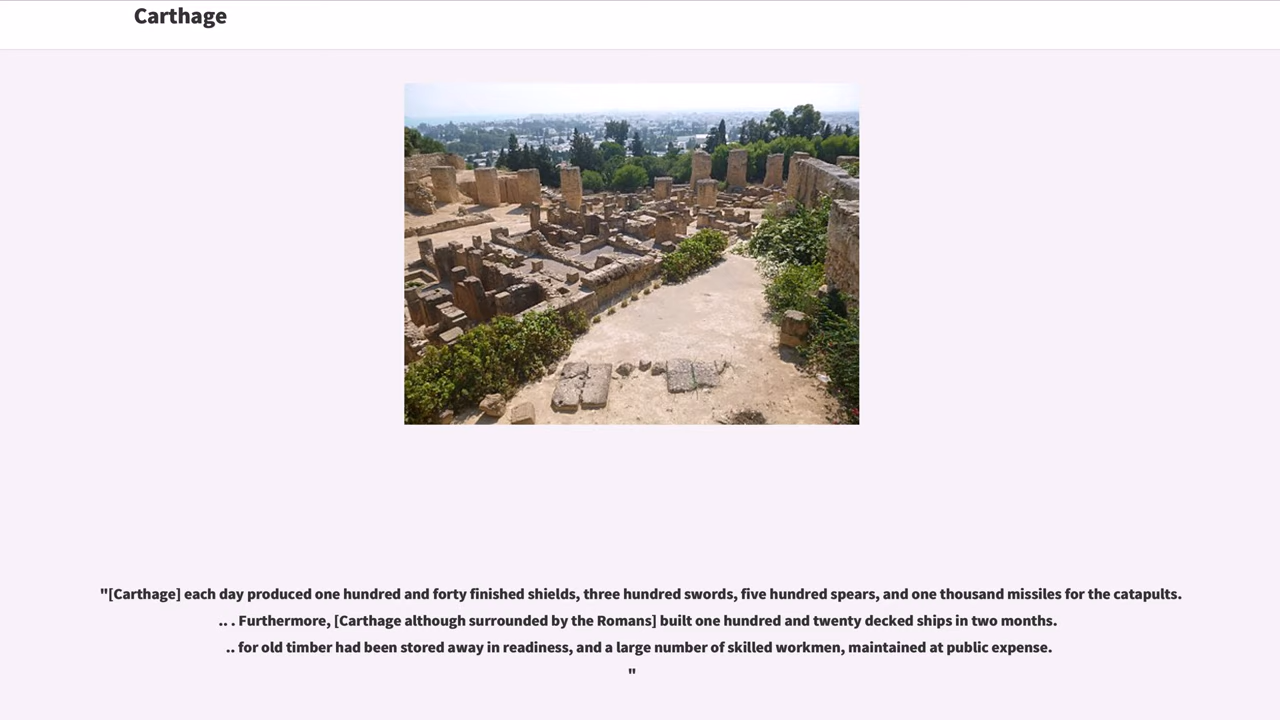 Carthage
"[Carthage] each day produced one hundred and forty finished shields, three hundred swords, five hundred spears, and one thousand missiles for the catapults.
.. . Furthermore, [Carthage although surrounded by the Romans] built one hundred and twenty decked ships in two months.
.. for old timber had been stored away in readiness, and a large number of skilled workmen, maintained at public expense.
"